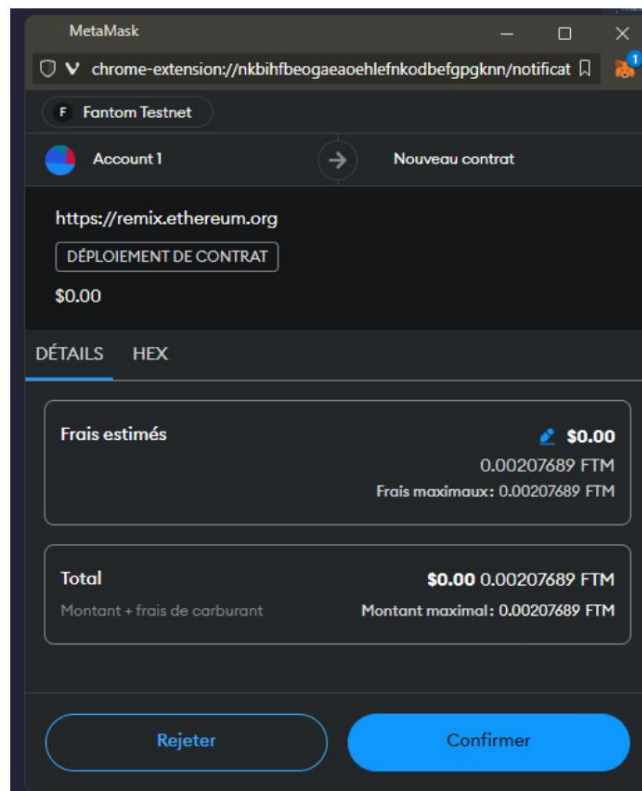 MetaMask
chrome-extension://nkbihfbeogaeaoehlefnkodbefgpgknn/notificat
1
F Fantom Testnet
Account 1 Nouveau contrat
https://remix.ethereum.org
DÉPLOIEMENT DE CONTRAT
$0.00
DÉTAILS HEX
Frais estimés $0.00
0.00207689 FTM
Frais maximaux: 0.00207689 FTM
Total $0.00 0.00207689 FTM
Montant + frais de carburant Montant maximal: 0.00207689 FTM
Rejeter Confirmer